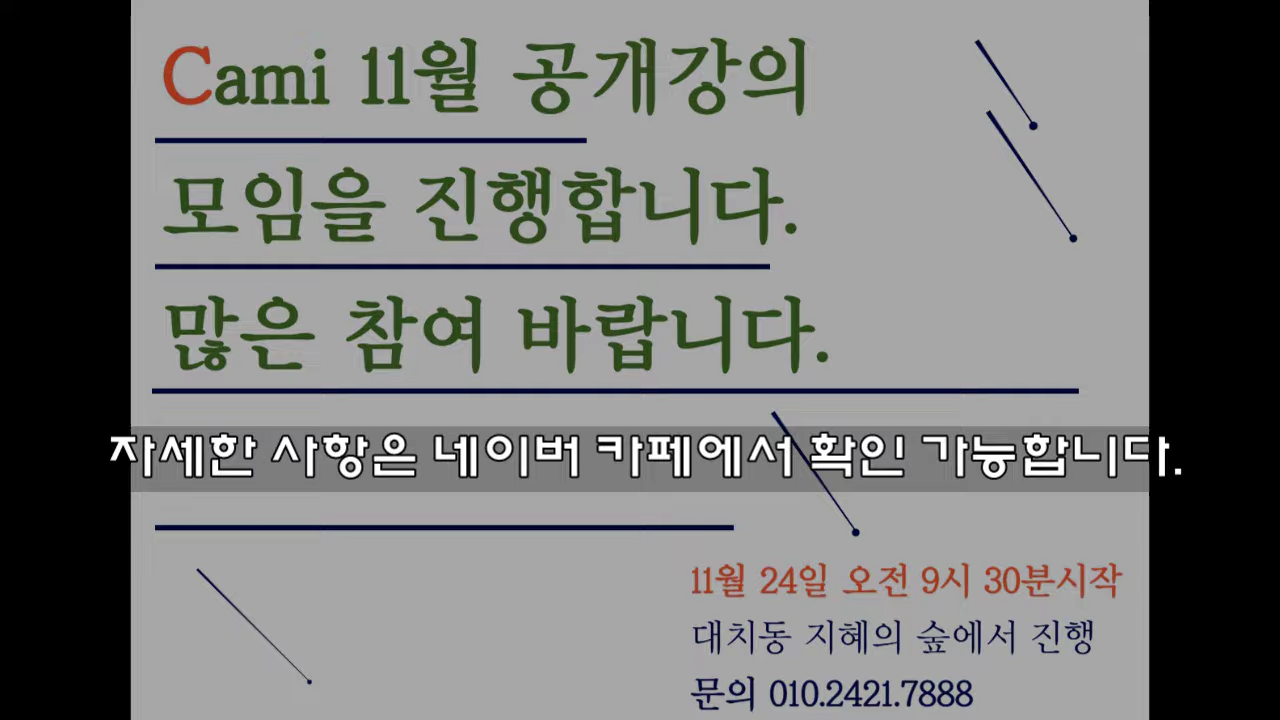 Cami 11월 공개강의
모임을 진행합니다.
많은 참여 바랍니다.
자세한 사항은 네이버 카페에서 확인 가능합니다.
11월 24일 오전 9시 30분시작
대치동 지혜의 숲에서 진행
문의 010.2421.7888